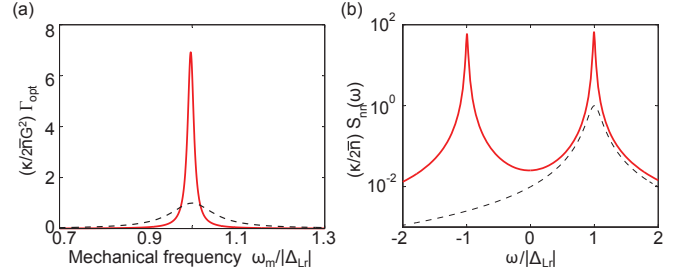 (a)
(κ/2n̄G²) Γopt
8
6
4
2
0
0.7
0.9
1.1
1.3
Mechanical frequency ωm/|ΔLr|
(b)
(κ/2n̄) Snn(ω)
10²
10⁰
10⁻²
-2
-1
0
1
2
ω/|ΔLr|